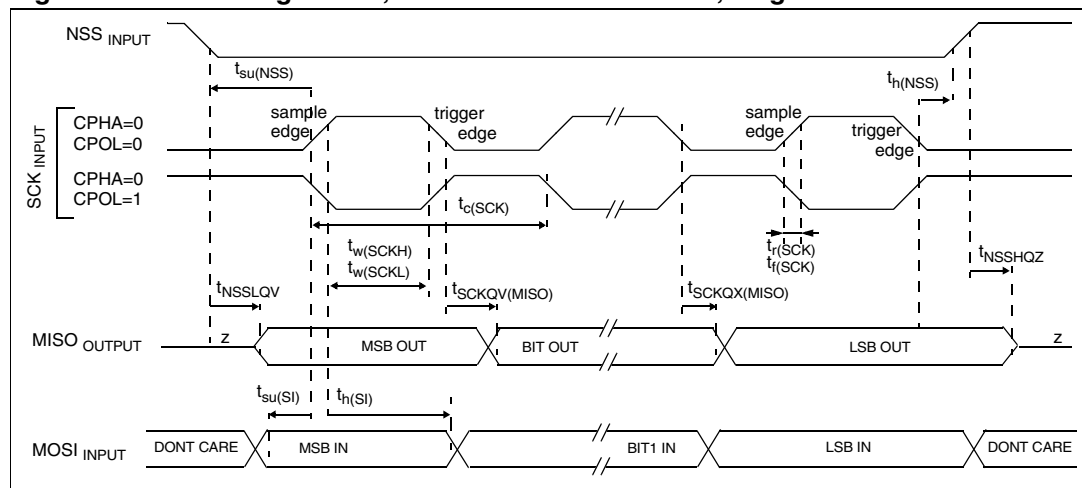 NSS INPUT
tsu(NSS)
th(NSS)
SCK INPUT
CPHA=0
CPOL=0
sample
edge
trigger
edge
sample
edge
trigger
edge
CPHA=0
CPOL=1
tc(SCK)
tw(SCKH)
tw(SCKL)
tr(SCK)
tf(SCK)
tNSSLQV
tSCKQV(MISO)
tSCKQX(MISO)
tNSSHQZ
MISO OUTPUT
z
MSB OUT
BIT OUT
LSB OUT
z
tsu(SI)
th(SI)
MOSI INPUT
DONT CARE
MSB IN
BIT1 IN
LSB IN
DONT CARE